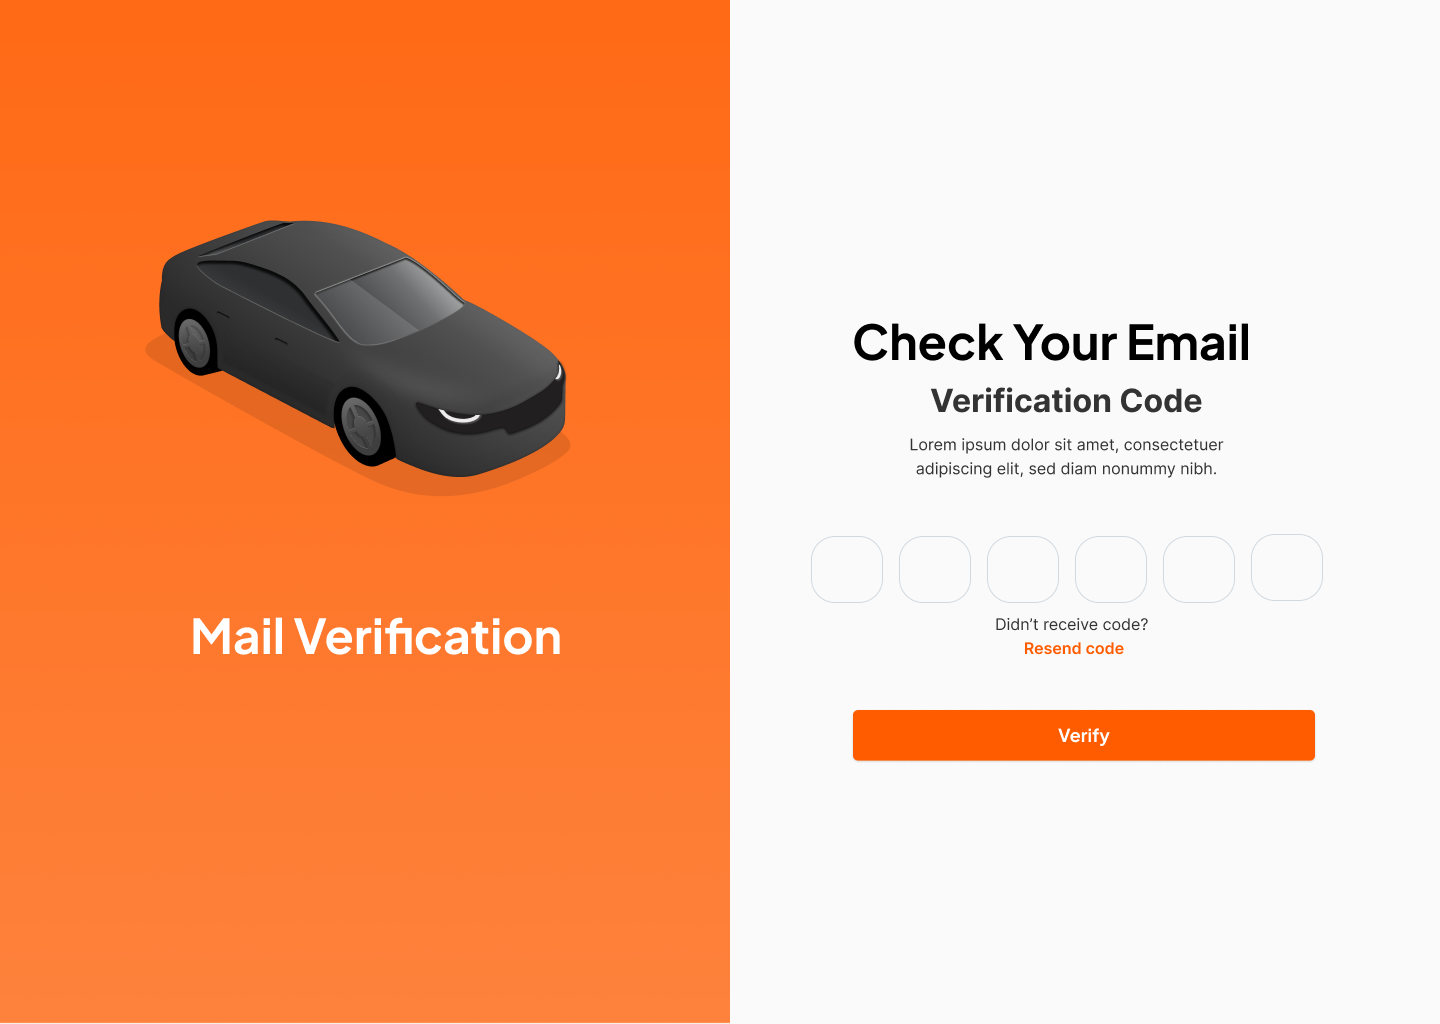 Mail Verification
Check Your Email
Verification Code
Lorem ipsum dolor sit amet, consectetuer
adipiscing elit, sed diam nonummy nibh.
Didn’t receive code?
Resend code
Verify